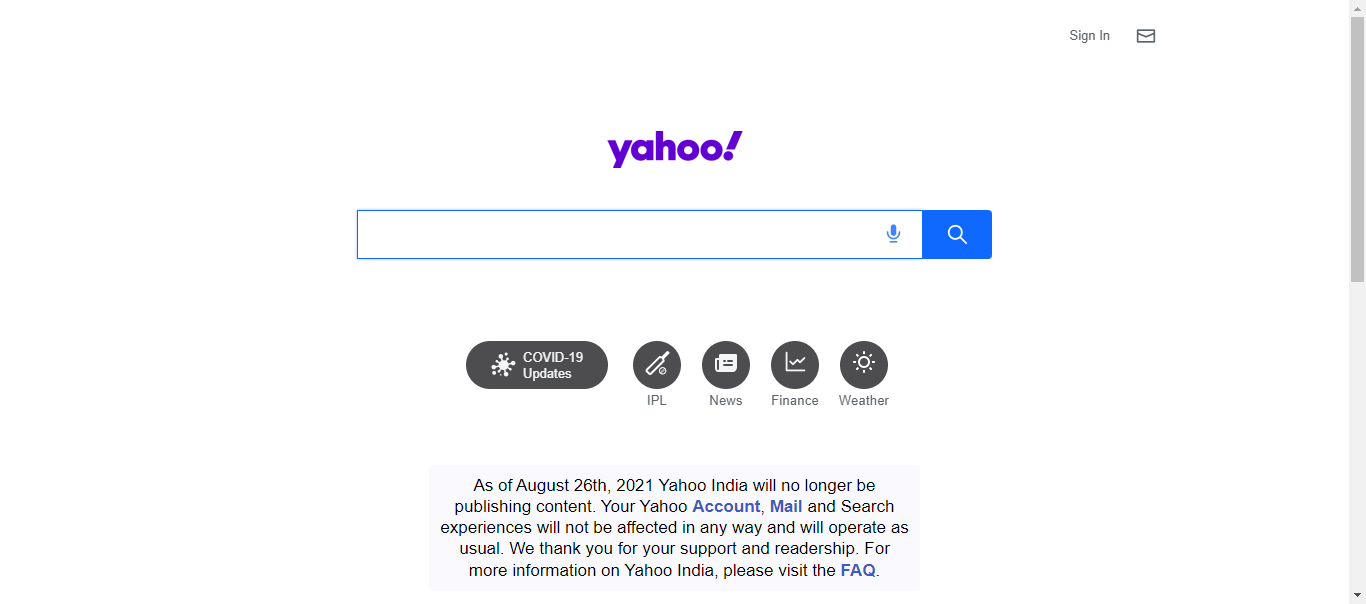 Sign In
yahoo!
COVID-19
Updates
IPL
News
Finance
Weather
As of August 26th, 2021 Yahoo India will no longer be
publishing content. Your Yahoo Account, Mail and Search
experiences will not be affected in any way and will operate as
usual. We thank you for your support and readership. For
more information on Yahoo India, please visit the FAQ.